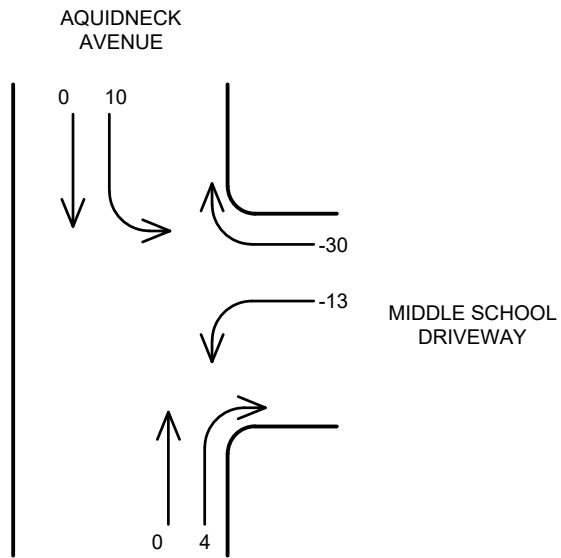 AQUIDNECK
AVENUE
0 10
-30
-13
MIDDLE SCHOOL
DRIVEWAY
0 4